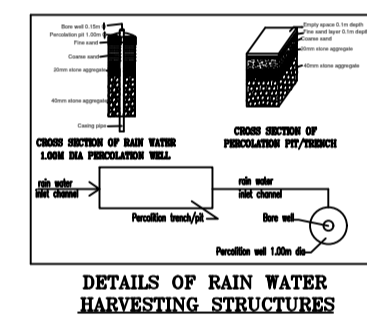 Bore well 0.15m
Percolation pit 1.00m
Fine sand
Coarse sand
20mm stone aggregate
40mm stone aggregate
Casing pipe
CROSS SECTION OF RAIN WATER
1.00M DIA PERCOLATION WELL
Empty space 0.1m depth
Fine sand layer 0.1m depth
Coarse sand
20mm stone aggregate
40mm stone aggregate
CROSS SECTION OF
PERCOLATION PIT/TRENCH
rain water
inlet channel
Percolition trench/pit
rain water
inlet channel
Bore well
Percolition well 1.00m dia
DETAILS OF RAIN WATER
HARVESTING STRUCTURES